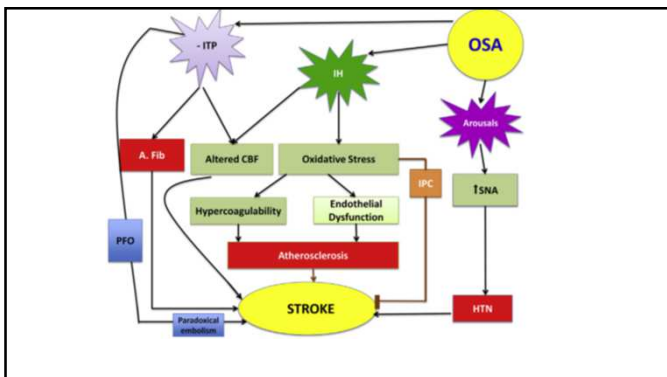 OSA
- ITP
IH
Arousals
A. Fib
Altered CBF
Oxidative Stress
IPC
↑SNA
Hypercoagulability
Endothelial
Dysfunction
PFO
Atherosclerosis
STROKE
HTN
Paradoxical
embolism